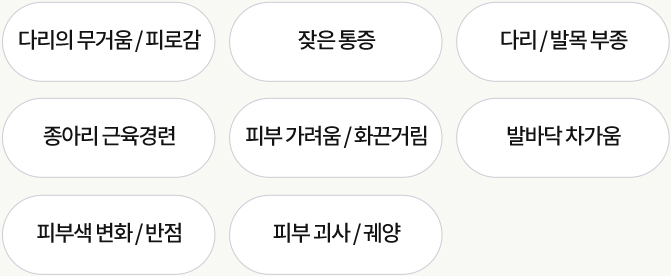 다리의 무거움 / 피로감
잦은 통증
다리 / 발목 부종
종아리 근육경련
피부 가려움 / 화끈거림
발바닥 차가움
피부색 변화 / 반점
피부 괴사 / 궤양